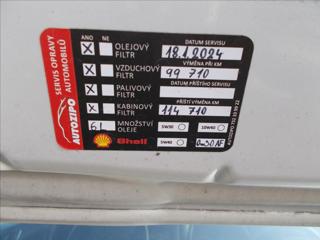 SERVIS OPRAVY
AUTOMOBILŮ
AUTOZIPO
ANO NE
X OLEJOVÝ
FILTR
X VZDUCHOVÝ
FILTR
X PALIVOVÝ
FILTR
X KABINOVÝ
FILTR
6L MNOŽSTVÍ
OLEJE
DATUM SERVISU
18.1.2024
VÝMĚNA PŘI KM
99 710
DATUM PŘÍŠTÍHO SERVISU
PŘÍŠTÍ VÝMĚNA KM
114 710
5W30 10W40
5W40 0W30 AF
Shell